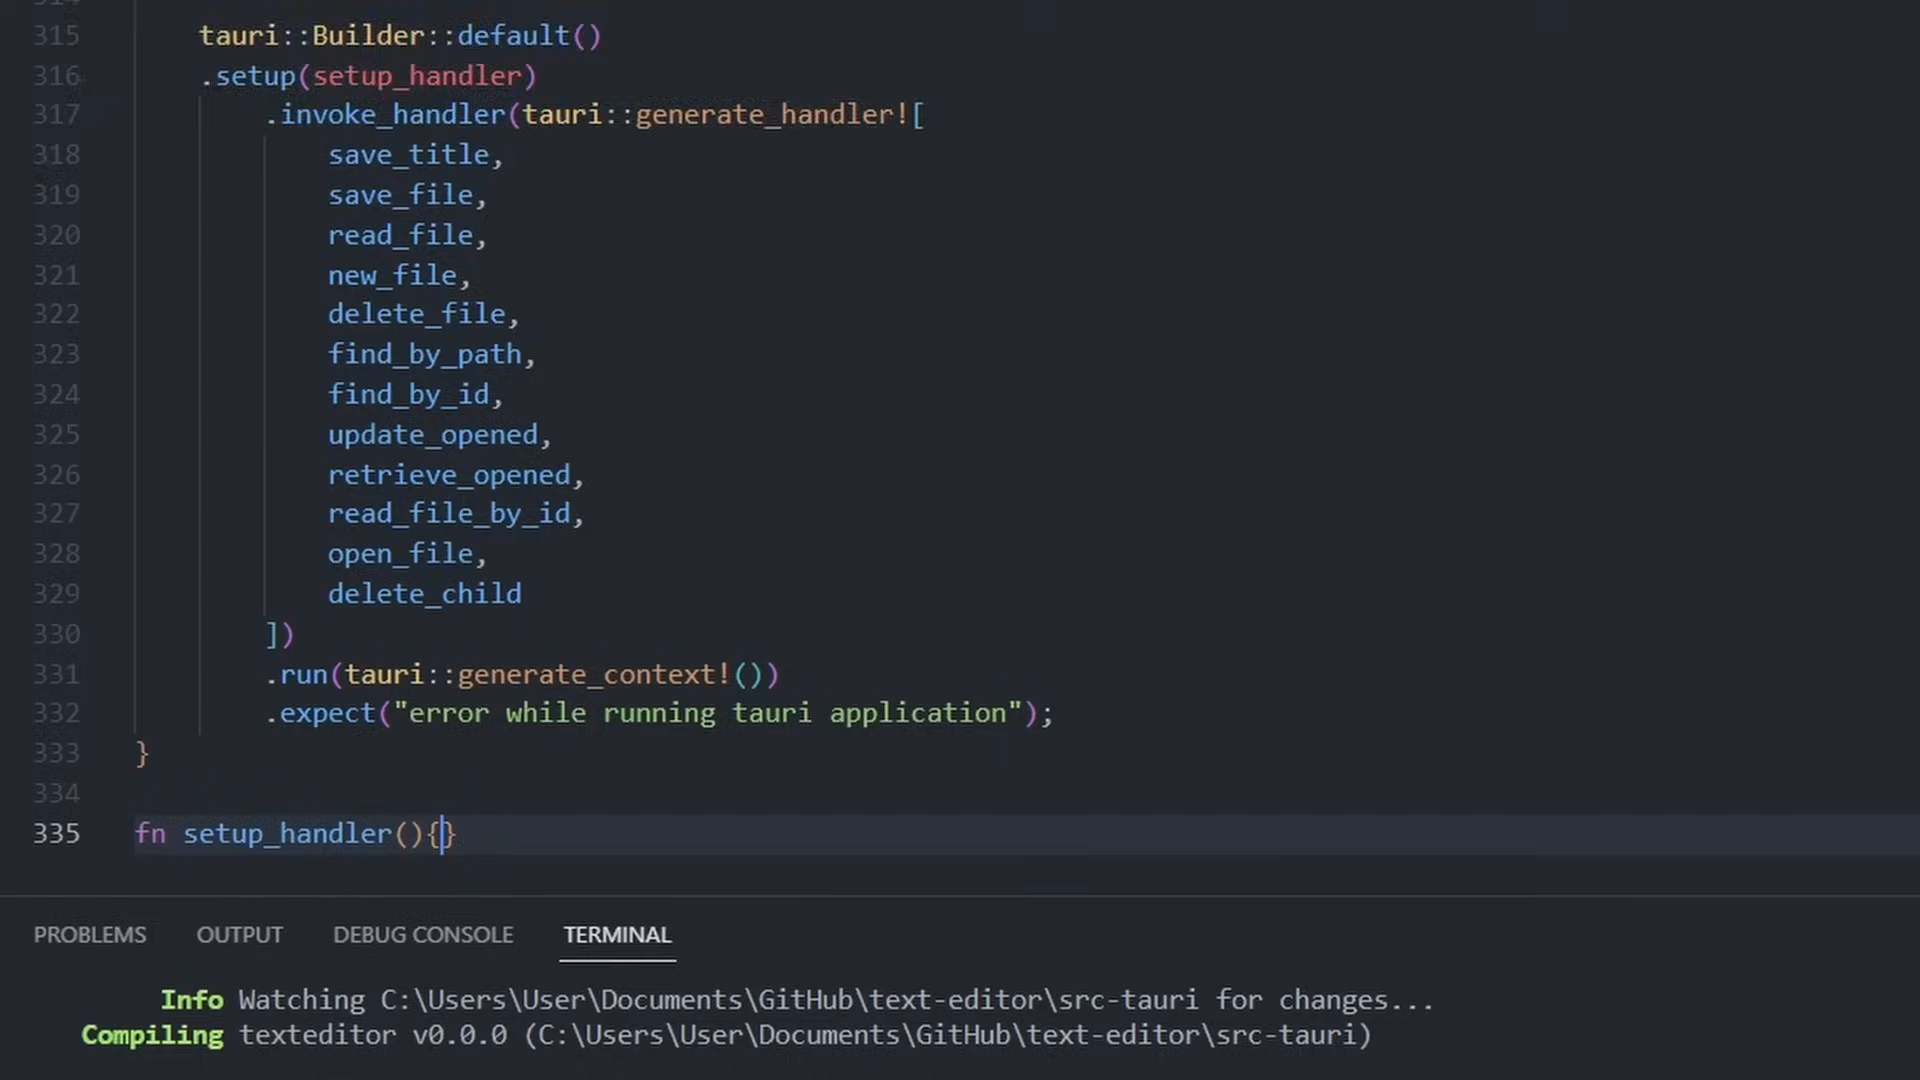 315 tauri::Builder::default()
316 .setup(setup_handler)
317 .invoke_handler(tauri::generate_handler![
318 save_title,
319 save_file,
320 read_file,
321 new_file,
322 delete_file,
323 find_by_path,
324 find_by_id,
325 update_opened,
326 retrieve_opened,
327 read_file_by_id,
328 open_file,
329 delete_child
330 ])
331 .run(tauri::generate_context!())
332 .expect("error while running tauri application");
333 }
334
335 fn setup_handler(){}
PROBLEMS OUTPUT DEBUG CONSOLE TERMINAL
Info Watching C:\Users\User\Documents\GitHub\text-editor\src-tauri for changes...
Compiling texteditor v0.0.0 (C:\Users\User\Documents\GitHub\text-editor\src-tauri)